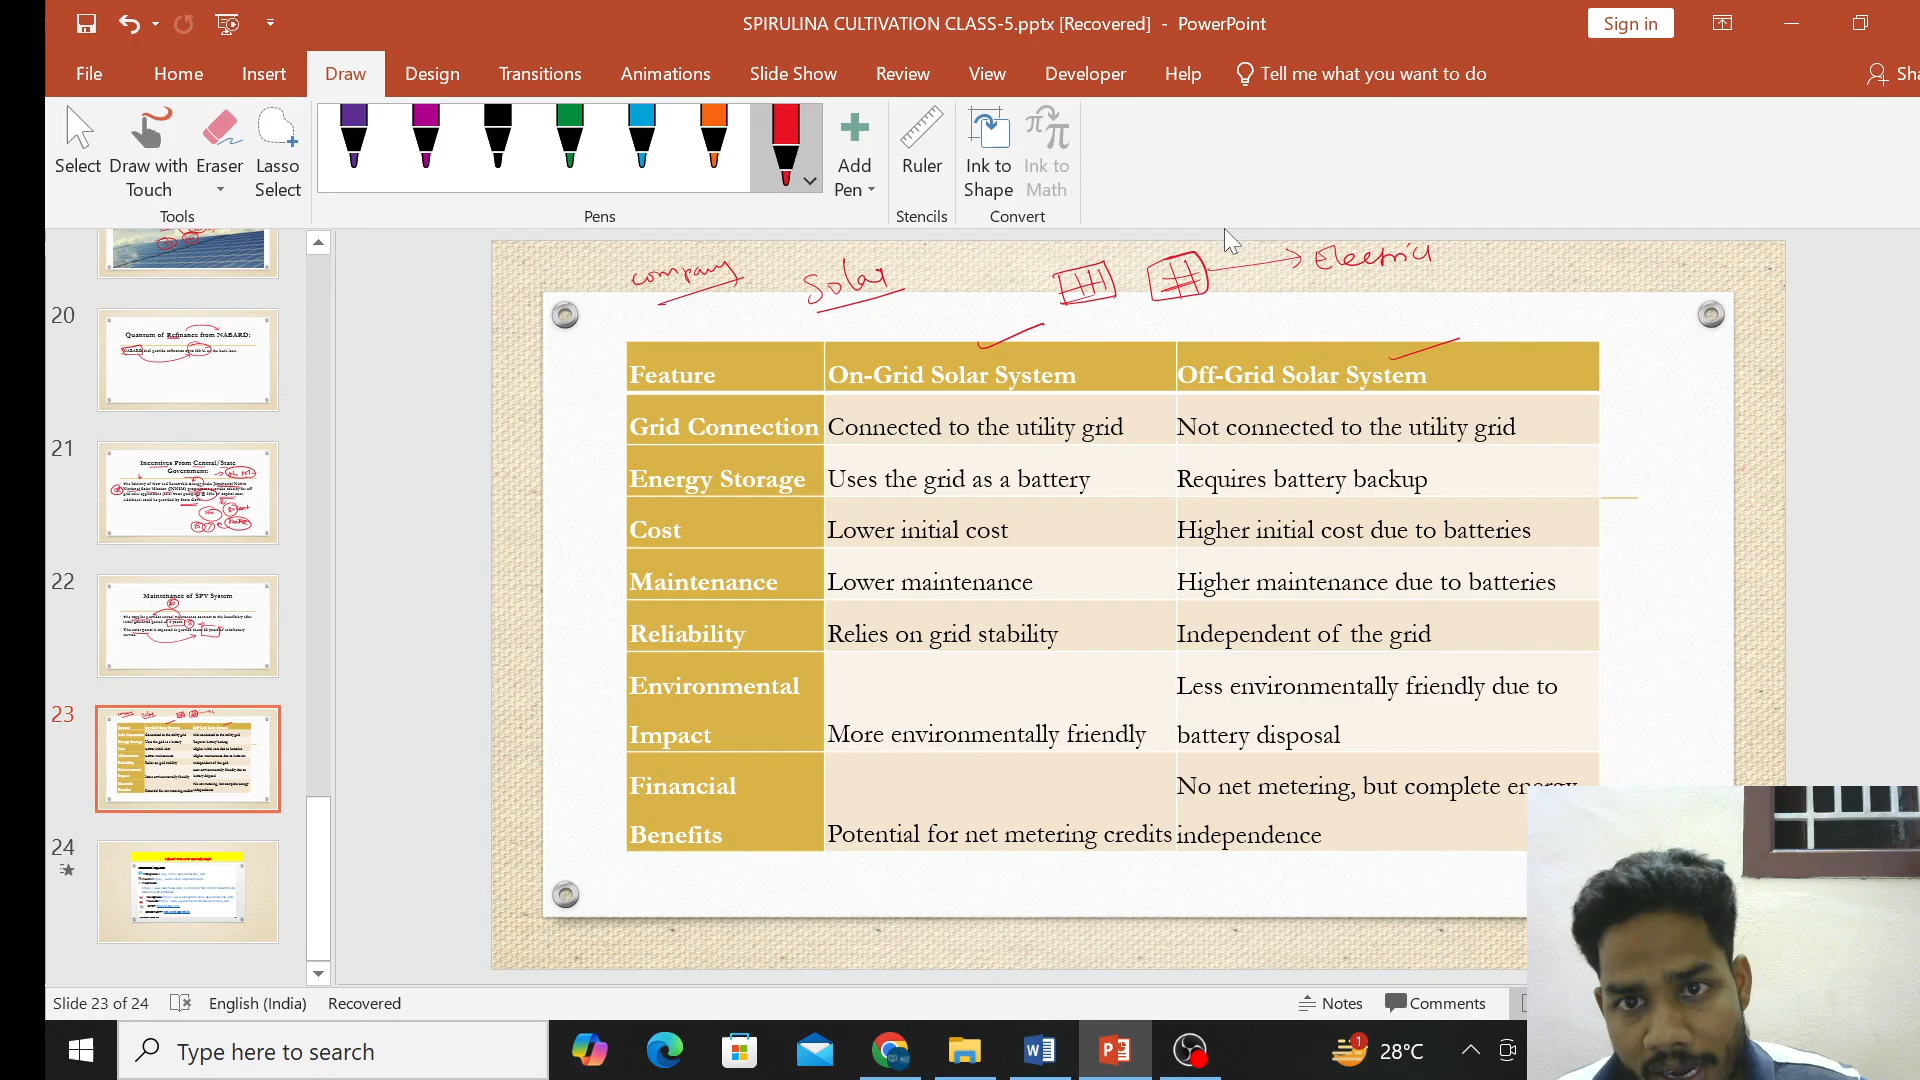 SPIRULINA CULTIVATION CLASS-5.pptx [Recovered] - PowerPoint
Sign in
File Home Insert Draw Design Transitions Animations Slide Show Review View Developer Help Tell me what you want to do Sha
Select
Draw with Touch
Eraser
Lasso Select
Add Pen
Ruler
Ink to Shape
Ink to Math
Tools Pens Stencils Convert
20
Quantum of Refinance from NABARD:
21
Incentives From Central/State
Government:
22
Maintenance of SPV System
23
24
company Solar Electric
Feature On-Grid Solar System Off-Grid Solar System
Grid Connection Connected to the utility grid Not connected to the utility grid
Energy Storage Uses the grid as a battery Requires battery backup
Cost Lower initial cost Higher initial cost due to batteries
Maintenance Lower maintenance Higher maintenance due to batteries
Reliability Relies on grid stability Independent of the grid
Environmental Impact More environmentally friendly Less environmentally friendly due to battery disposal
Financial Benefits Potential for net metering credits No net metering, but complete energy independence
Slide 23 of 24 English (India) Recovered Notes Comments
Type here to search
1 28°C